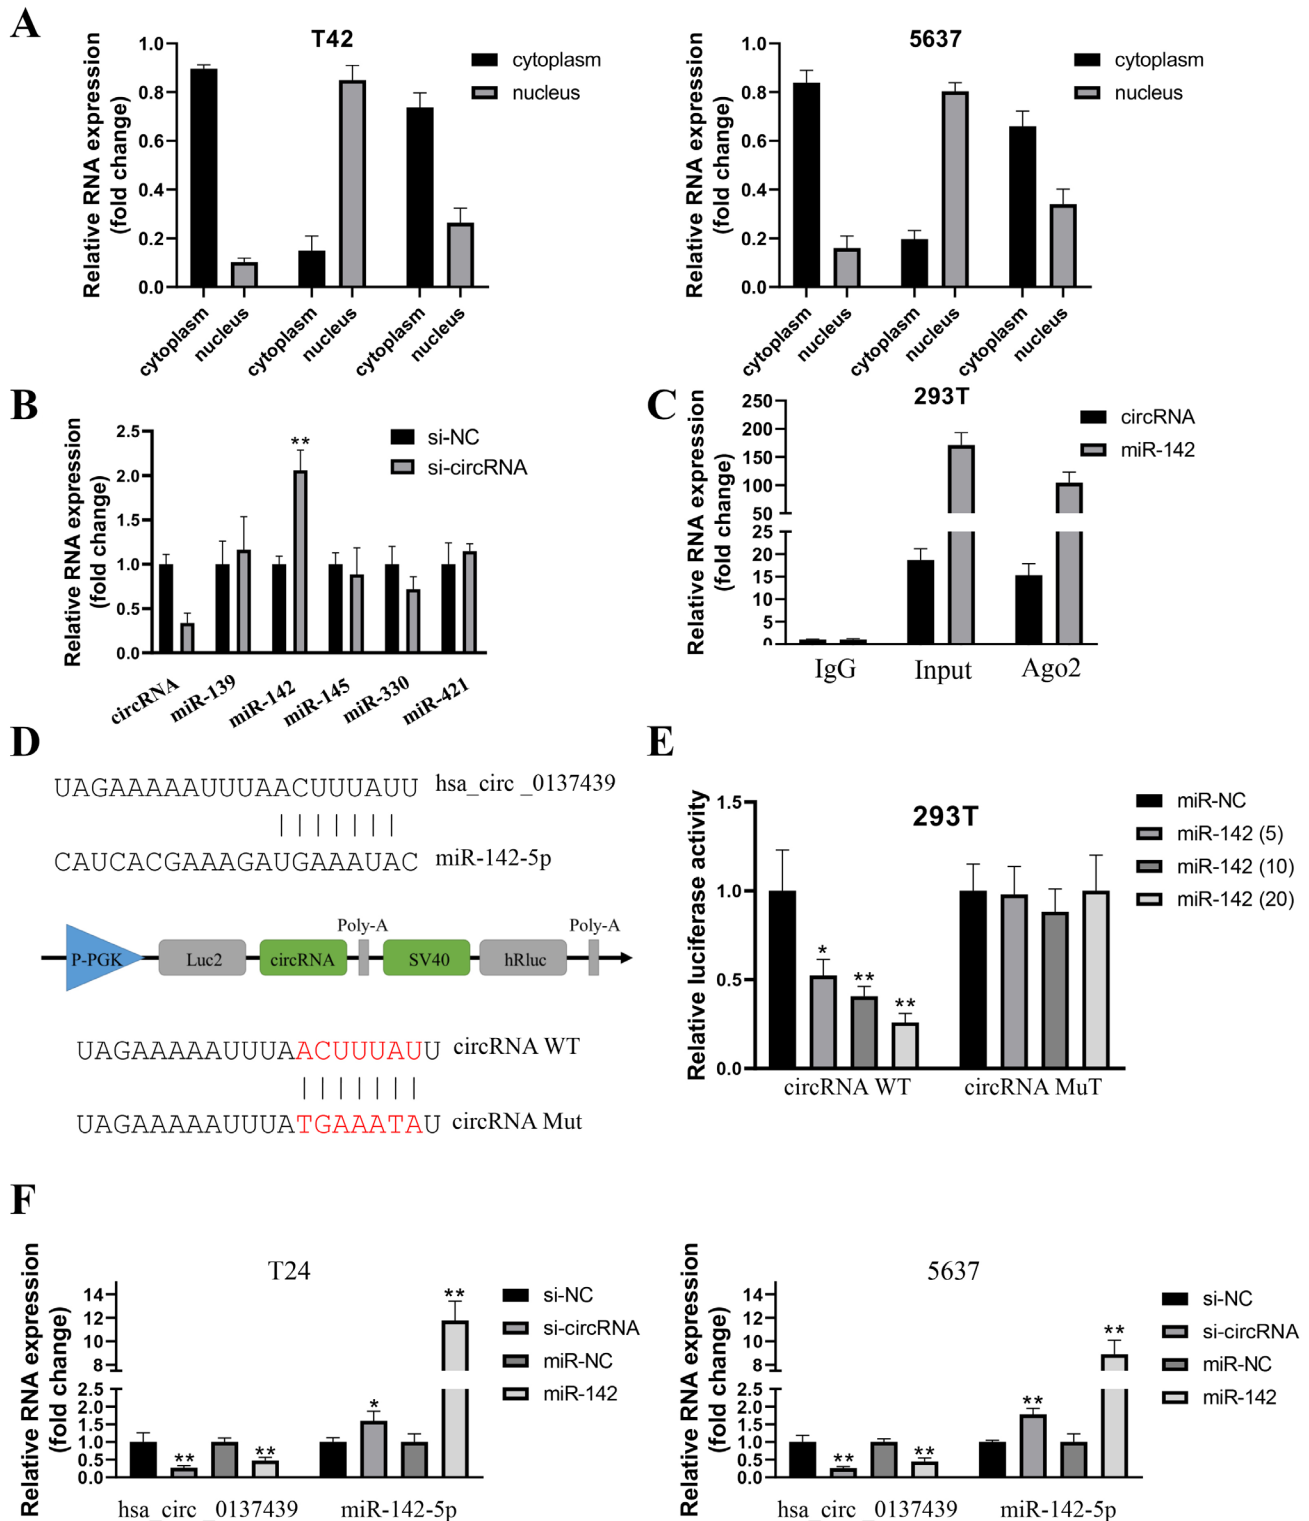 A
T42
Relative RNA expression
(fold change)
1.0
0.8
0.6
0.4
0.2
0.0
cytoplasm
nucleus
cytoplasm
nucleus
cytoplasm
nucleus
cytoplasm
nucleus
5637
Relative RNA expression
(fold change)
1.0
0.8
0.6
0.4
0.2
0.0
cytoplasm
nucleus
cytoplasm
nucleus
cytoplasm
nucleus
cytoplasm
nucleus
B
Relative RNA expression
(fold change)
2.5
2.0
1.5
1.0
0.5
0.0
**
si-NC
si-circRNA
circRNA
miR-139
miR-142
miR-145
miR-330
miR-421
C
293T
Relative RNA expression
(fold change)
250
200
150
100
50
25
20
15
10
5
0
circRNA
miR-142
IgG
Input
Ago2
D
UAGAAAAAUUUAACUUUAUU hsa_circ _0137439
CAUCACGAAAGAUGAAAUAC miR-142-5p
P-PGK
Luc2
circRNA
Poly-A
SV40
hRluc
Poly-A
UAGAAAAAUUUAACUUUAUU circRNA WT
UAGAAAAAUUUATGAAATAU circRNA Mut
E
293T
Relative luciferase activity
1.5
1.0
0.5
0.0
*
**
**
miR-NC
miR-142 (5)
miR-142 (10)
miR-142 (20)
circRNA WT
circRNA MuT
F
T24
Relative RNA expression
(fold change)
14
12
10
8
2.5
2.0
1.5
1.0
0.5
0.0
**
**
*
**
si-NC
si-circRNA
miR-NC
miR-142
hsa_circ _0137439
miR-142-5p
5637
Relative RNA expression
(fold change)
14
12
10
8
2.5
2.0
1.5
1.0
0.5
0.0
**
**
**
**
si-NC
si-circRNA
miR-NC
miR-142
hsa_circ _0137439
miR-142-5p